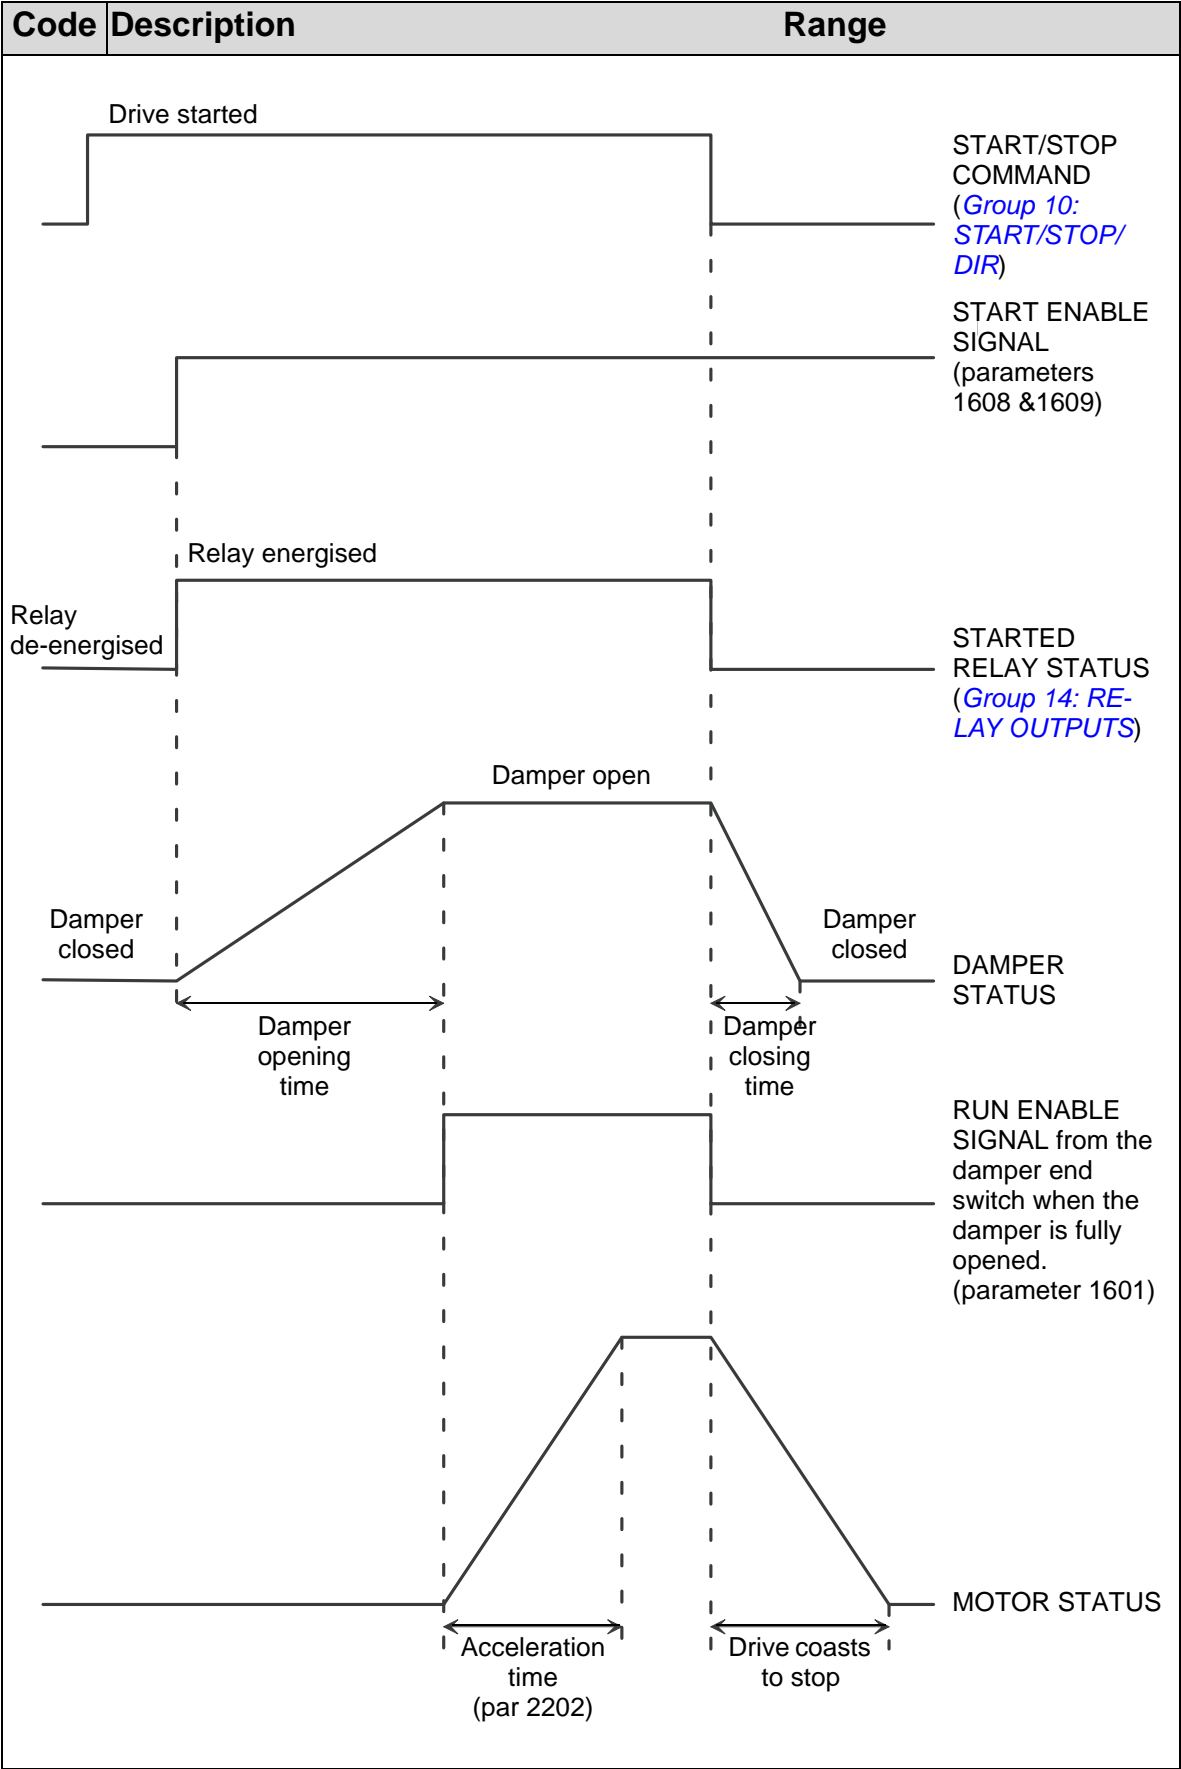 Code Description Range
Drive started
START/STOP
COMMAND
(Group 10:
START/STOP/
DIR)
START ENABLE
SIGNAL
(parameters
1608 &1609)
Relay energised
Relay
de-energised
STARTED
RELAY STATUS
(Group 14: RE-
LAY OUTPUTS)
Damper open
Damper
closed
Damper
closed
DAMPER
STATUS
Damper
opening
time
Damper
closing
time
RUN ENABLE
SIGNAL from the
damper end
switch when the
damper is fully
opened.
(parameter 1601)
MOTOR STATUS
Acceleration
time
(par 2202)
Drive coasts
to stop